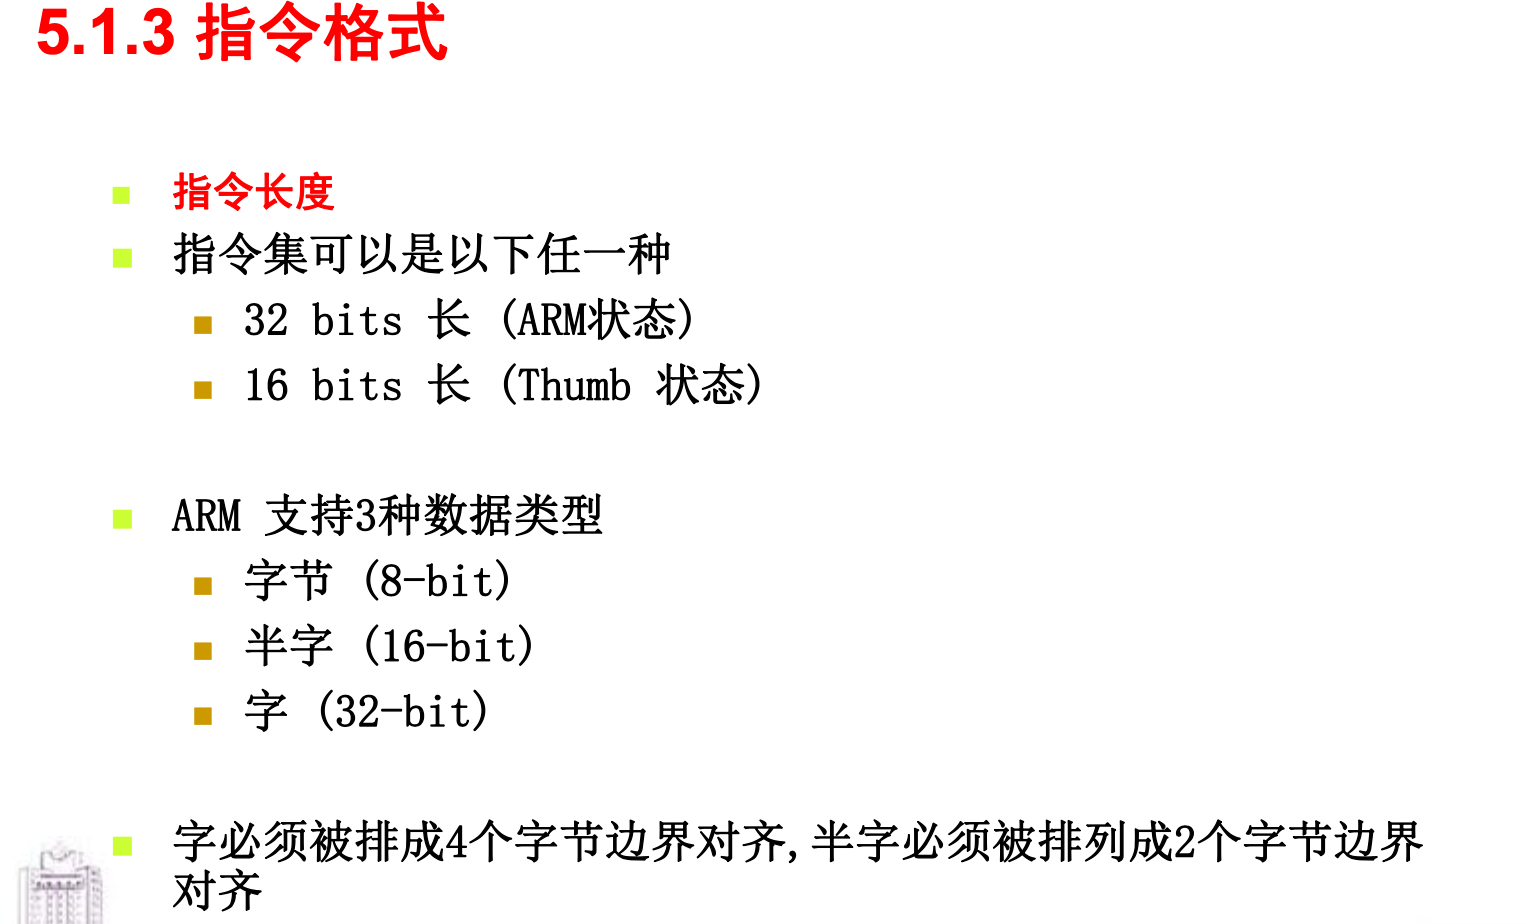 5.1.3 指令格式
指令长度
指令集可以是以下任一种
32 bits 长 (ARM状态)
16 bits 长 (Thumb 状态)
ARM 支持3种数据类型
字节 (8-bit)
半字 (16-bit)
字 (32-bit)
字必须被排成4个字节边界对齐,半字必须被排列成2个字节边界
对齐